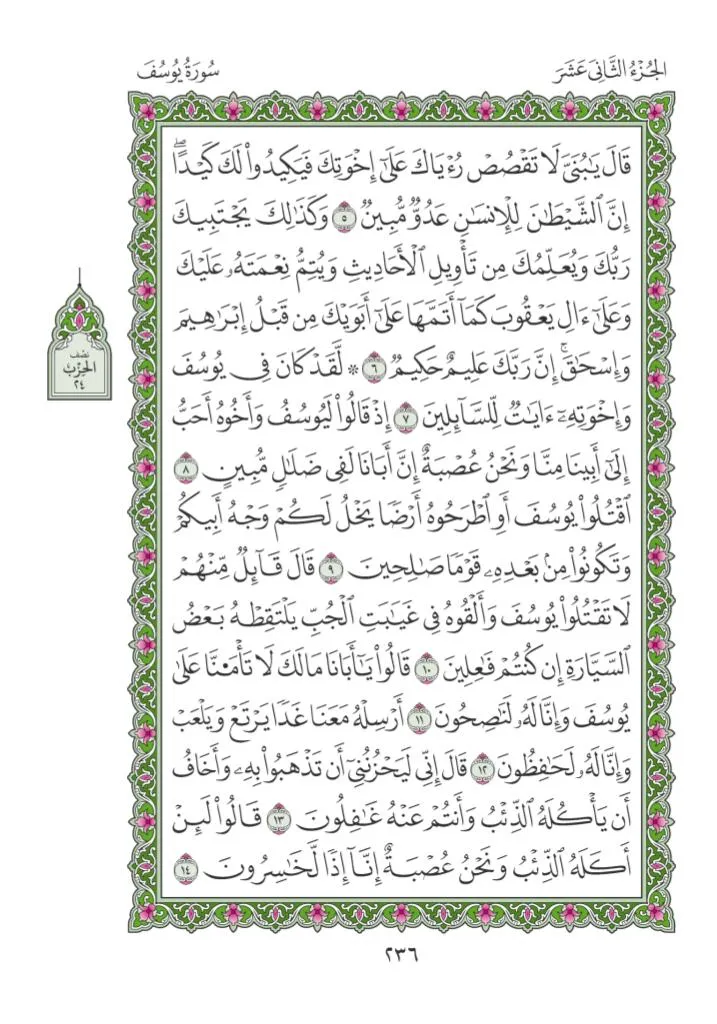 الجُزْءُ الثَّانِي عَشَرَ
سُورَةُ يُوسُفَ
قَالَ يَٰبُنَيَّ لَا تَقۡصُصۡ رُءۡيَاكَ عَلَىٰٓ إِخۡوَتِكَ فَيَكِيدُواْ لَكَ كَيۡدًاۖ
إِنَّ ٱلشَّيۡطَٰنَ لِلۡإِنسَٰنِ عَدُوّٞ مُّبِينٞ ٥ وَكَذَٰلِكَ يَجۡتَبِيكَ
رَبُّكَ وَيُعَلِّمُكَ مِن تَأۡوِيلِ ٱلۡأَحَادِيثِ وَيُتِمُّ نِعۡمَتَهُۥ عَلَيۡكَ
وَعَلَىٰٓ ءَالِ يَعۡقُوبَ كَمَآ أَتَمَّهَا عَلَىٰٓ أَبَوَيۡكَ مِن قَبۡلُ إِبۡرَٰهِيمَ
وَإِسۡحَٰقَۚ إِنَّ رَبَّكَ عَلِيمٌ حَكِيمٞ ٦ * لَّقَدۡ كَانَ فِي يُوسُفَ
وَإِخۡوَتِهِۦٓ ءَايَٰتٞ لِّلسَّآئِلِينَ ٧ إِذۡ قَالُواْ لَيُوسُفُ وَأَخُوهُ أَحَبُّ
إِلَىٰٓ أَبِينَا مِنَّا وَنَحۡنُ عُصۡبَةٌ إِنَّ أَبَانَا لَفِي ضَلَٰلٖ مُّبِينٍ ٨
ٱقۡتُلُواْ يُوسُفَ أَوِ ٱطۡرَحُوهُ أَرۡضٗا يَخۡلُ لَكُمۡ وَجۡهُ أَبِيكُمۡ
وَتَكُونُواْ مِنۢ بَعۡدِهِۦ قَوۡمٗا صَٰلِحِينَ ٩ قَالَ قَآئِلٞ مِّنۡهُمۡ
لَا تَقۡتُلُواْ يُوسُفَ وَأَلۡقُوهُ فِي غَيَٰبَتِ ٱلۡجُبِّ يَلۡتَقِطۡهُ بَعۡضُ
ٱلسَّيَّارَةِ إِن كُنتُمۡ فَٰعِلِينَ ١٠ قَالُواْ يَٰٓأَبَانَا مَالَكَ لَا تَأۡمَ۬نَّا عَلَىٰ
يُوسُفَ وَإِنَّا لَهُۥ لَنَٰصِحُونَ ١١ أَرۡسِلۡهُ مَعَنَا غَدٗا يَرۡتَعۡ وَيَلۡعَبۡ
وَإِنَّا لَهُۥ لَحَٰفِظُونَ ١٢ قَالَ إِنِّي لَيَحۡزُنُنِيٓ أَن تَذۡهَبُواْ بِهِۦ وَأَخَافُ
أَن يَأۡكُلَهُ ٱلذِّئۡبُ وَأَنتُمۡ عَنۡهُ غَٰفِلُونَ ١٣ قَالُواْ لَئِنۡ
أَكَلَهُ ٱلذِّئۡبُ وَنَحۡنُ عُصۡبَةٌ إِنَّآ إِذٗا لَّخَٰسِرُونَ ١٤
نصف
الحزب
٢٤
٢٣٦